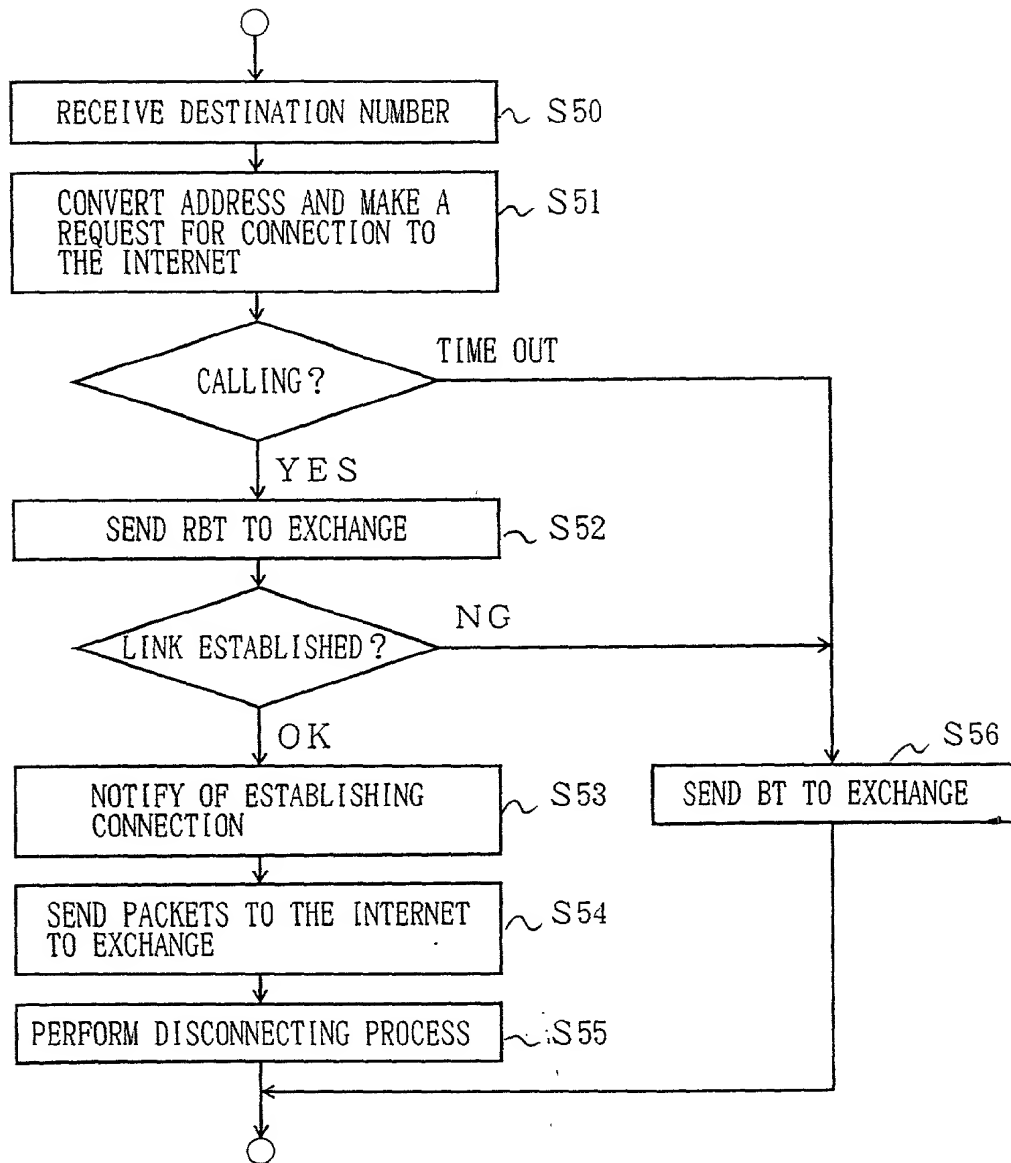 RECEIVE DESTINATION NUMBER
S50
CONVERT ADDRESS AND MAKE A
REQUEST FOR CONNECTION TO
THE INTERNET
S51
CALLING?
TIME OUT
YES
SEND RBT TO EXCHANGE
S52
LINK ESTABLISHED?
NG
OK
NOTIFY OF ESTABLISHING
CONNECTION
S53
S56
SEND BT TO EXCHANGE
SEND PACKETS TO THE INTERNET
TO EXCHANGE
S54
PERFORM DISCONNECTING PROCESS
S55